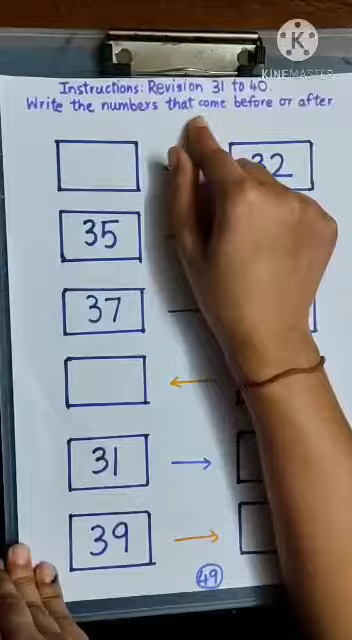 K
KINEMASTER
Instructions: Revision 31 to 40.
Write the numbers that come before or after
32
35
37
31
39
49